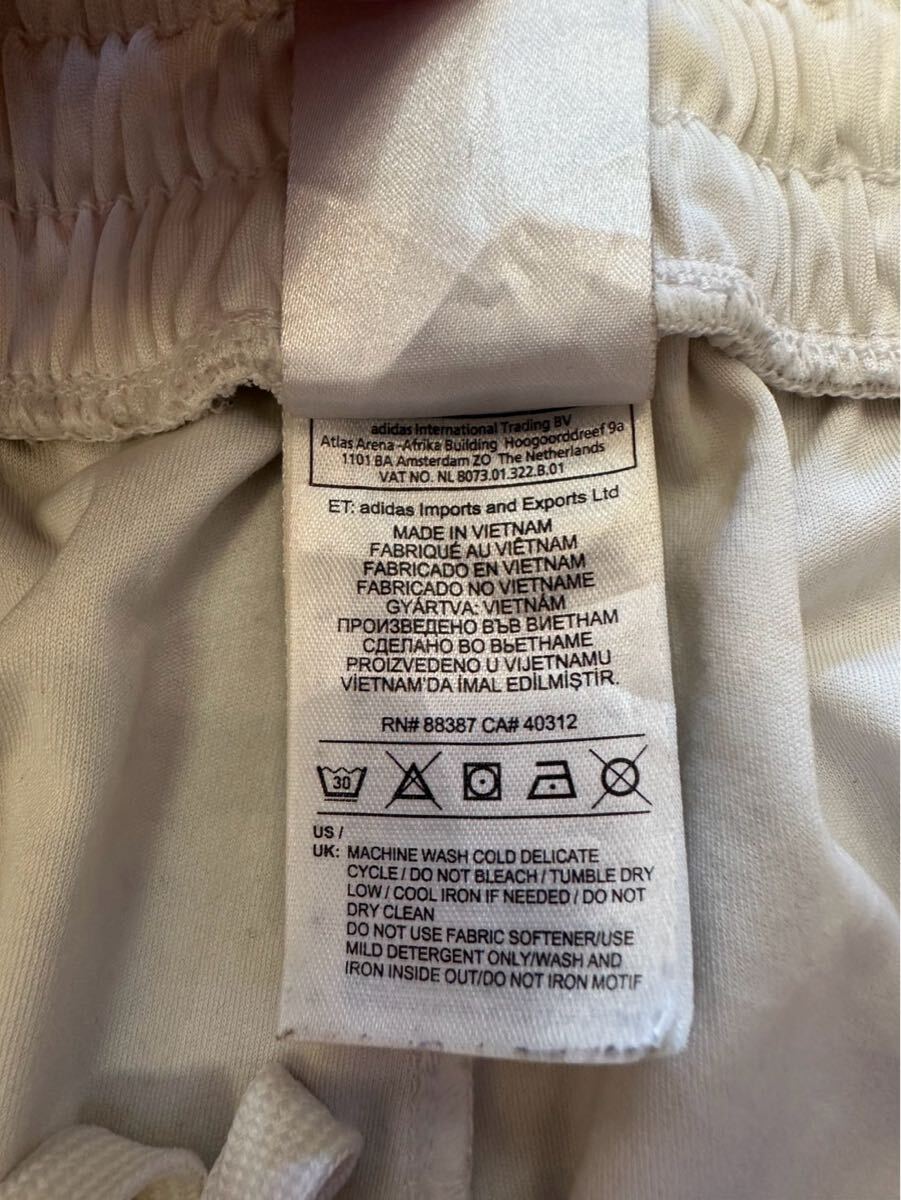 adidas International Trading BV
Atlas Arena -Afrika Building Hoogoorddreef 9a
1101 BA Amsterdam ZO The Netherlands
VAT NO. NL 8073.01.322.B.01
ET: adidas Imports and Exports Ltd
MADE IN VIETNAM
FABRIQUÉ AU VIÊTNAM
FABRICADO EN VIETNAM
FABRICADO NO VIETNAME
GYÁRTVA: VIETNÁM
ПРОИЗВЕДЕНО ВЪВ ВИЕТНАМ
СДЕЛАНО ВО ВЬЕТНАМЕ
PROIZVEDENO U VIJETNAMU
VİETNAM'DA İMAL EDİLMİŞTİR.
RN# 88387 CA# 40312
30
US /
UK: MACHINE WASH COLD DELICATE
CYCLE / DO NOT BLEACH / TUMBLE DRY
LOW / COOL IRON IF NEEDED / DO NOT
DRY CLEAN
DO NOT USE FABRIC SOFTENER/USE
MILD DETERGENT ONLY/WASH AND
IRON INSIDE OUT/DO NOT IRON MOTIF